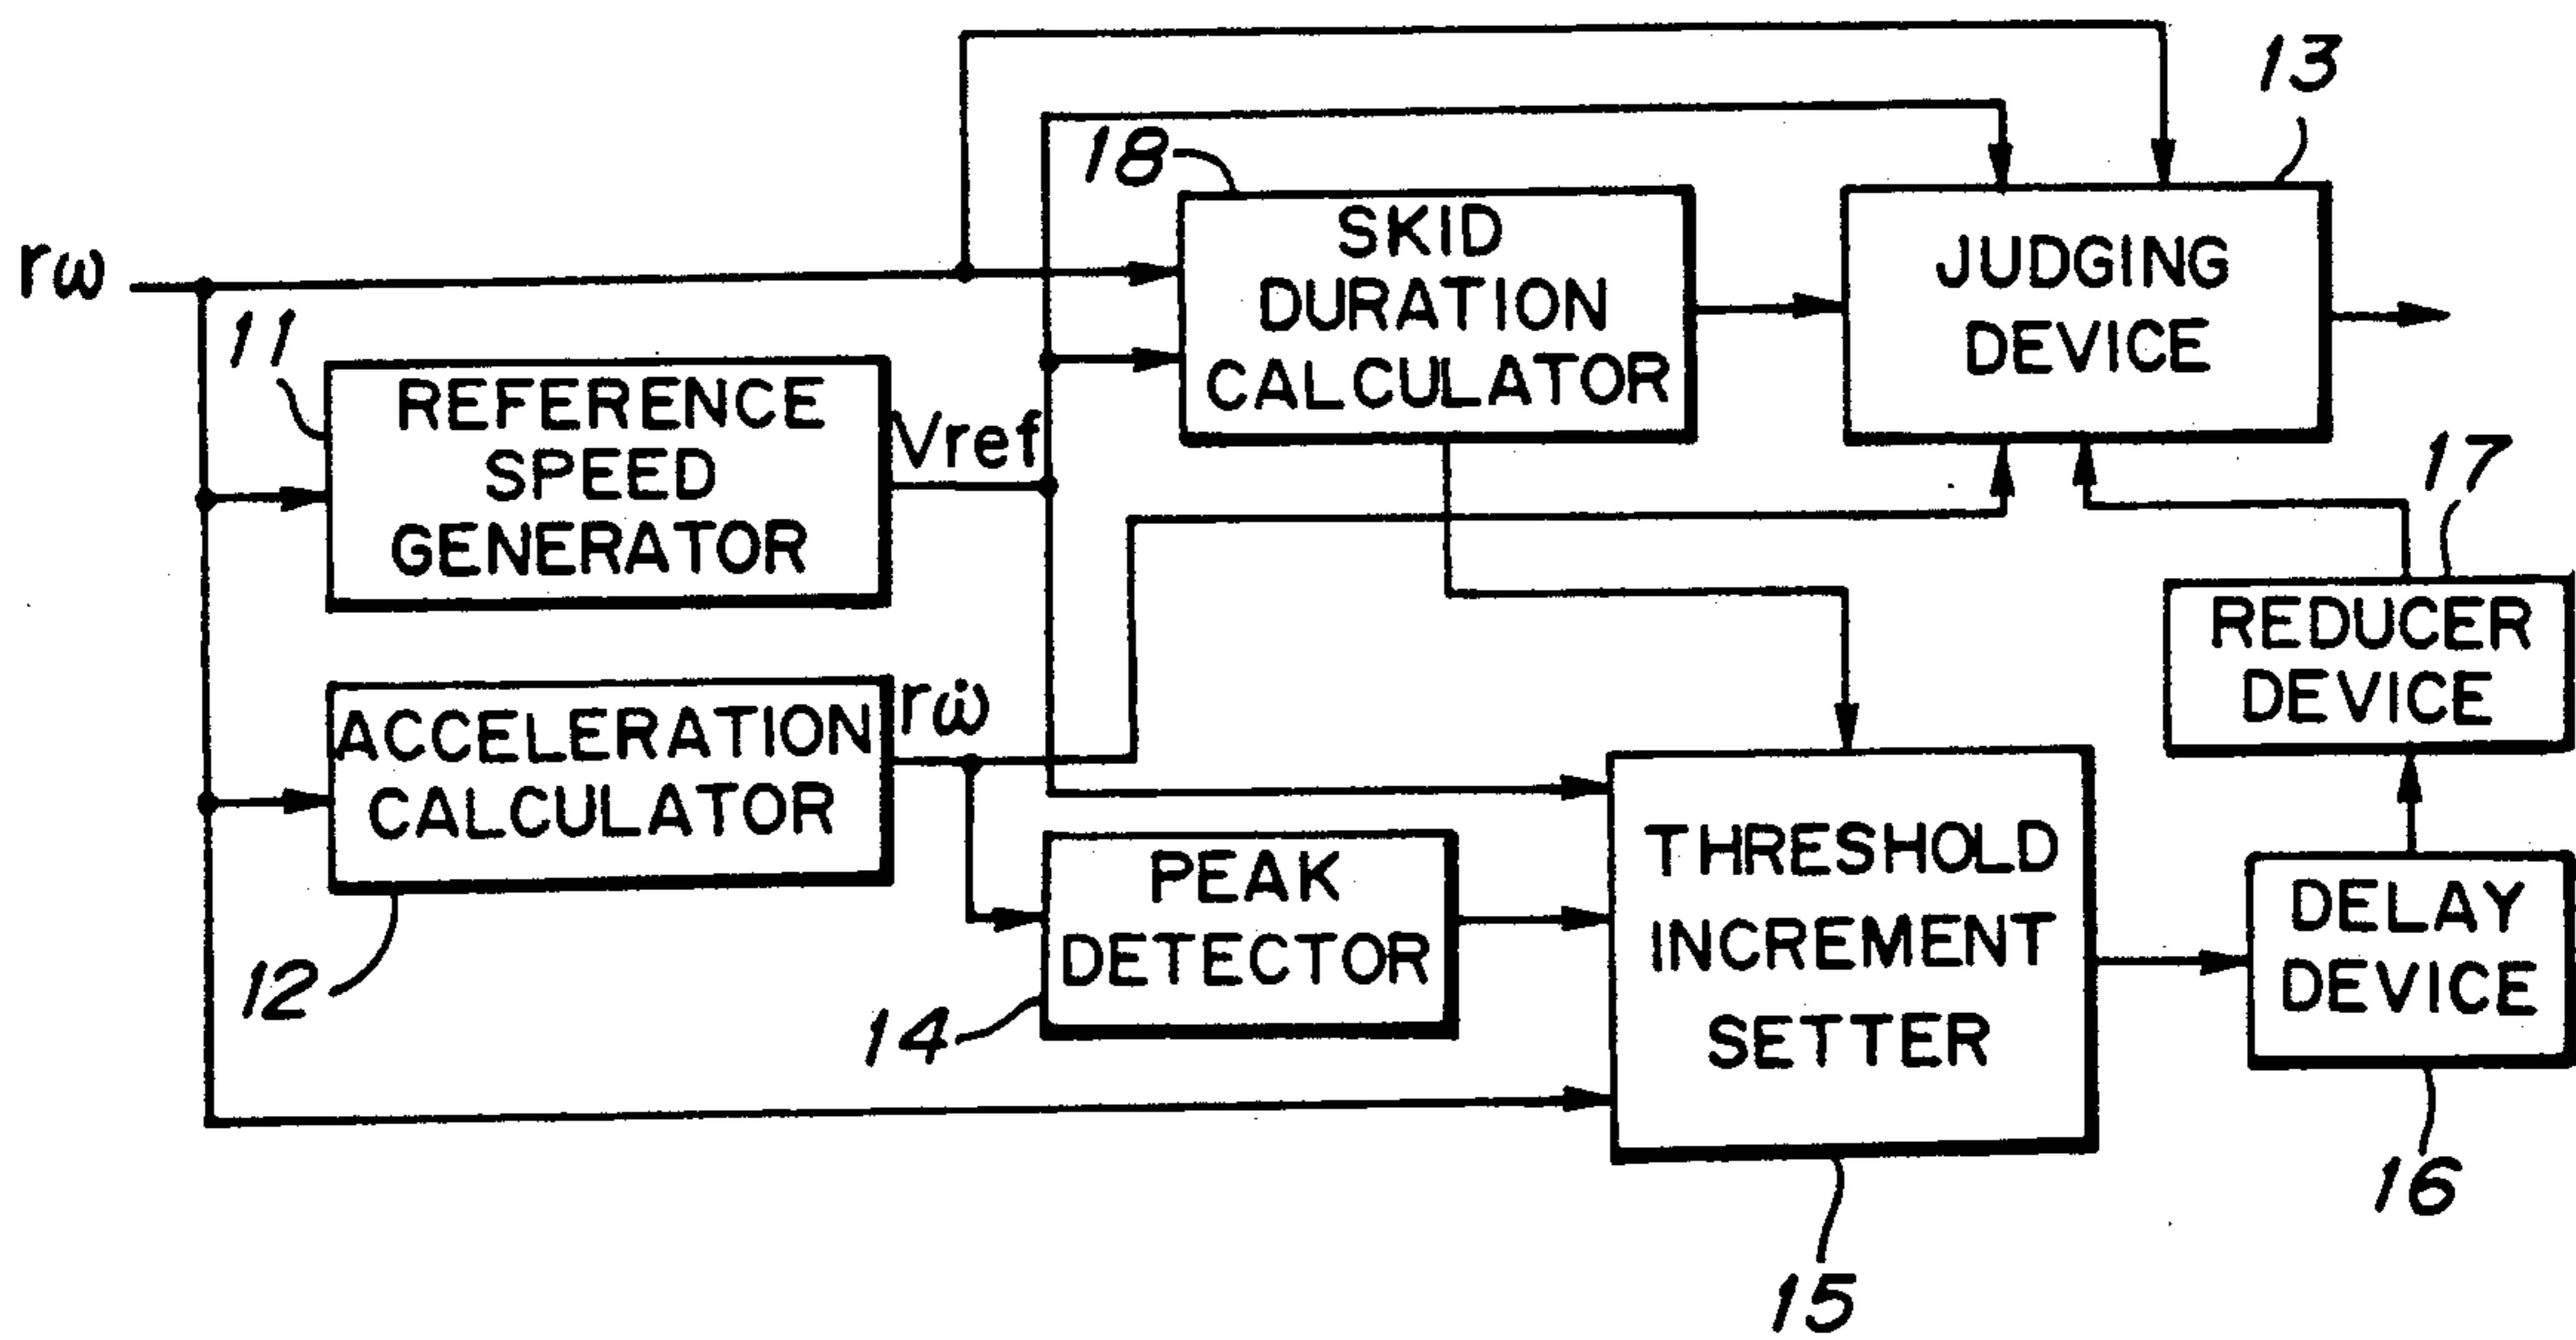 13
18
rω
SKID
DURATION
CALCULATOR
JUDGING
DEVICE
11
REFERENCE
SPEED
GENERATOR
Vref
17
REDUCER
DEVICE
ACCELERATION
CALCULATOR
rω̇
12
PEAK
DETECTOR
14
THRESHOLD
INCREMENT
SETTER
15
DELAY
DEVICE
16